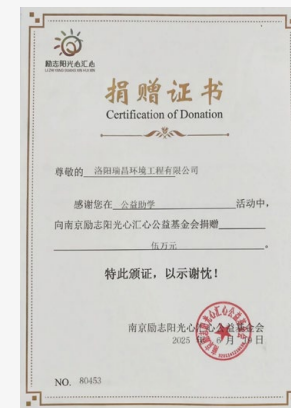 励志阳光心汇心
捐赠证书
Certification of Donation
尊敬的 洛阳瑞昌环境工程有限公司
感谢您在 公益助学 活动中，
向南京励志阳光心汇心公益基金会捐赠
伍万元 。
特此颁证，以示谢忱！
南京励志阳光心汇心公益基金会
2025 年 6 月 日
NO. 80453